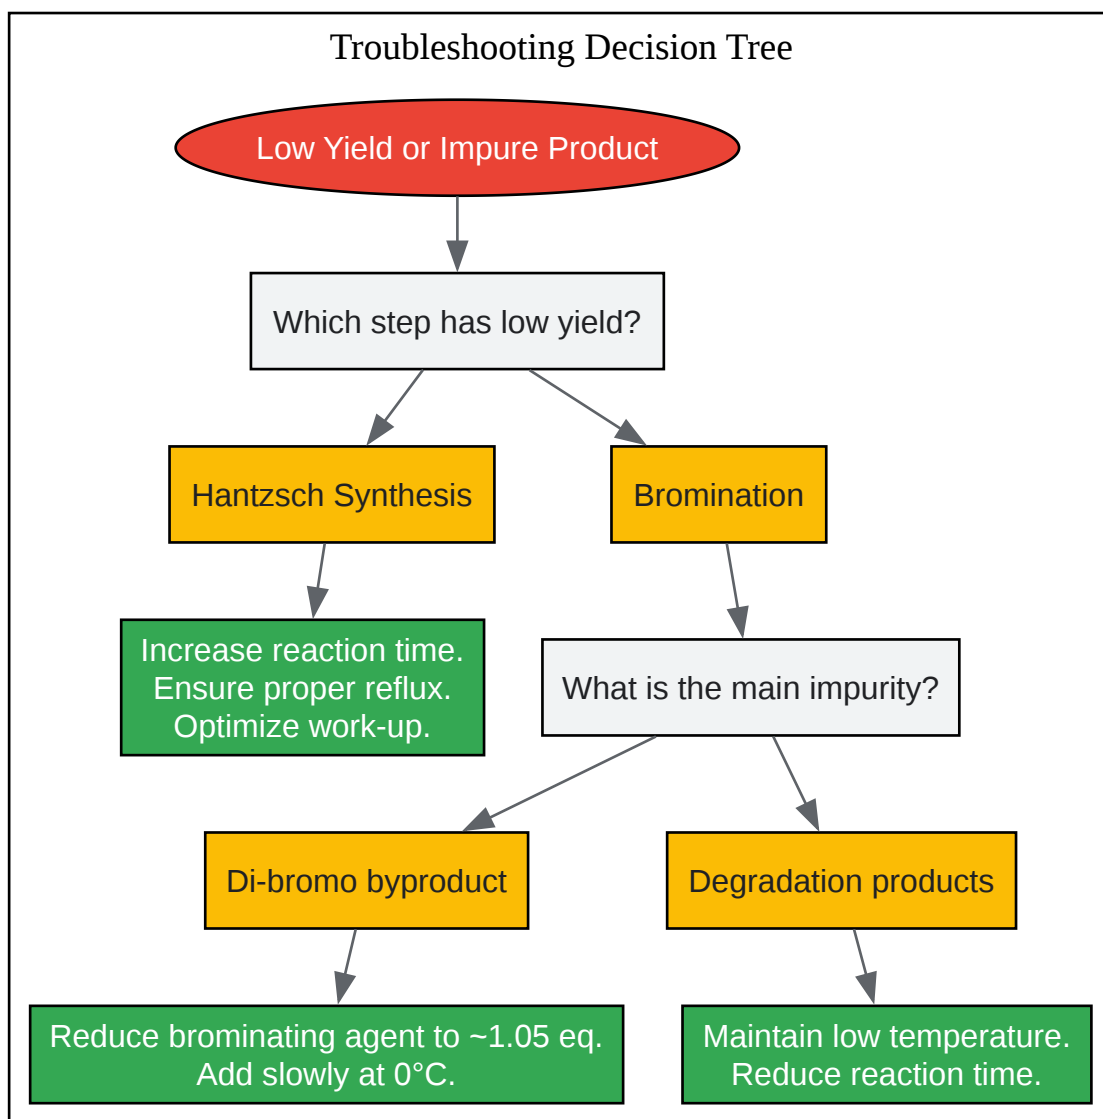 Troubleshooting Decision Tree
Low Yield or Impure Product
Which step has low yield?
Hantzsch Synthesis
Bromination
Increase reaction time.
Ensure proper reflux.
Optimize work-up.
What is the main impurity?
Di-bromo byproduct
Degradation products
Reduce brominating agent to ~1.05 eq.
Add slowly at 0°C.
Maintain low temperature.
Reduce reaction time.